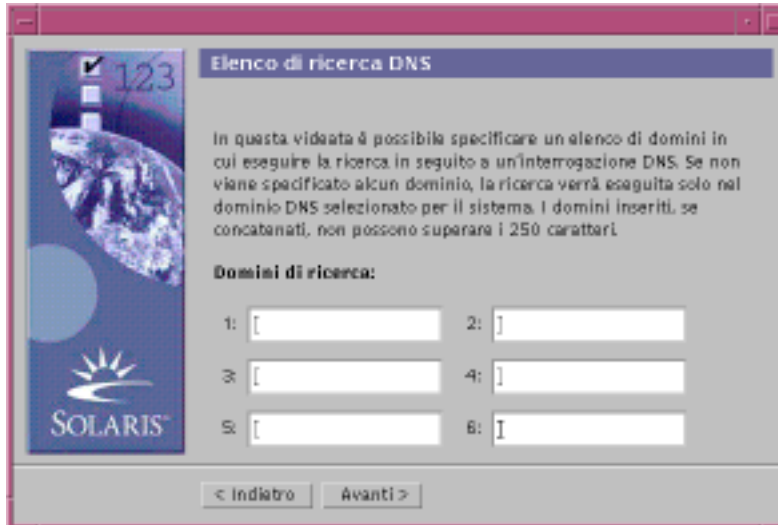 123
Elenco di ricerca DNS
In questa videata é possibile specificare un elenco di domini in
cui eseguire la ricerca in seguito a un'interrogazione DNS. Se non
viene specificato alcun dominio, la ricerca verrà eseguita solo nel
dominio DNS selezionato per il sistema. I domini inseriti, se
concatenati, non possono superare i 250 caratteri.
Domini di ricerca:
1: [ 2: ]
3: [ 4: ]
5: [ 6: ]
SOLARIS™
< Indietro Avanti >